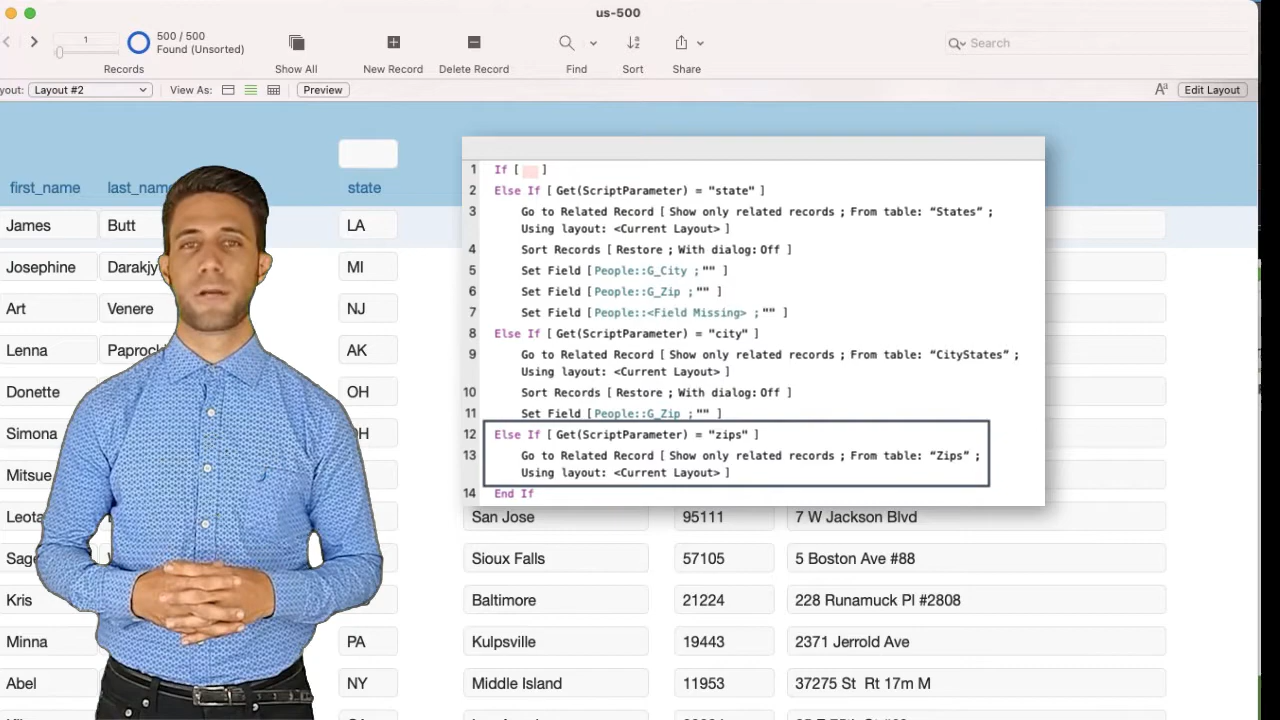 us-500
1
500 / 500
Found (Unsorted)
Search
Records
Show All
New Record
Delete Record
Find
Sort
Share
yout:
Layout #2
View As:
Preview
Aa
Edit Layout
first_name
last_name
state
James
Butt
LA
Josephine
Darakjy
MI
Art
Venere
NJ
Lenna
Paprock
AK
Donette
OH
Simona
OH
Mitsue
Leota
San Jose
95111
7 W Jackson Blvd
Sage
Sioux Falls
57105
5 Boston Ave #88
Kris
Baltimore
21224
228 Runamuck Pl #2808
Minna
PA
Kulpsville
19443
2371 Jerrold Ave
Abel
NY
Middle Island
11953
37275 St Rt 17m M
1 If [ ]
2 Else If [ Get(ScriptParameter) = "state" ]
3 Go to Related Record [ Show only related records ; From table: “States” ;
Using layout: <Current Layout> ]
4 Sort Records [ Restore ; With dialog: Off ]
5 Set Field [ People::G_City ; "" ]
6 Set Field [ People::G_Zip ; "" ]
7 Set Field [ People::<Field Missing> ; "" ]
8 Else If [ Get(ScriptParameter) = "city" ]
9 Go to Related Record [ Show only related records ; From table: “CityStates” ;
Using layout: <Current Layout> ]
10 Sort Records [ Restore ; With dialog: Off ]
11 Set Field [ People::G_Zip ; "" ]
12 Else If [ Get(ScriptParameter) = "zips" ]
13 Go to Related Record [ Show only related records ; From table: “Zips” ;
Using layout: <Current Layout> ]
14 End If